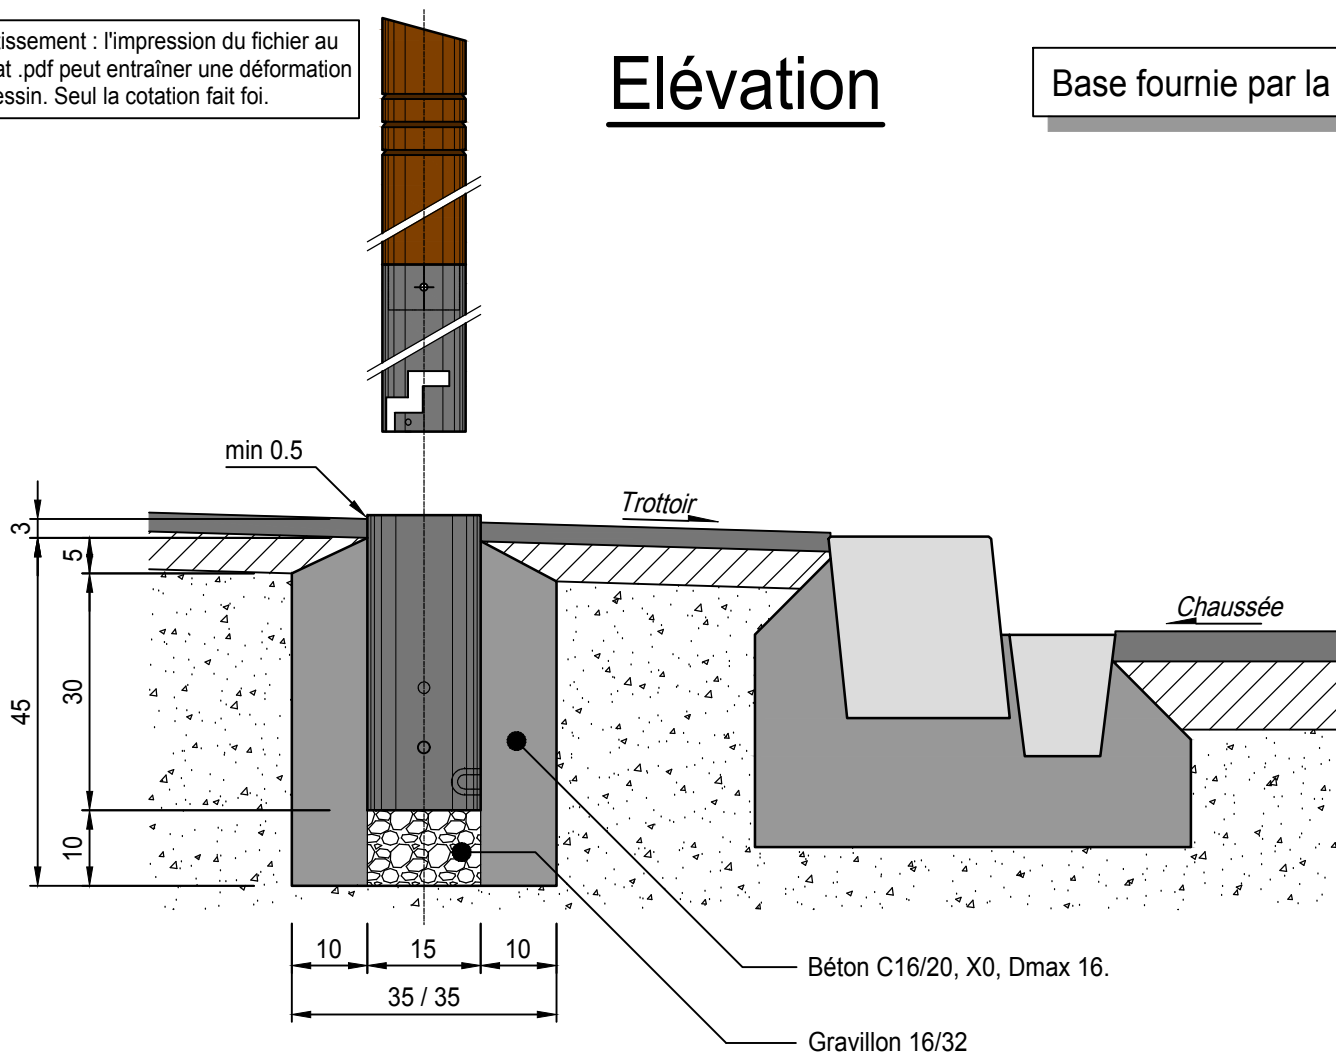 tissement : l'impression du fichier au
at .pdf peut entraîner une déformation
essin. Seul la cotation fait foi.
Elévation
Base fournie par la
min 0.5
Trottoir
Chaussée
3
5
45
30
10
10
15
10
35 / 35
Béton C16/20, X0, Dmax 16.
Gravillon 16/32